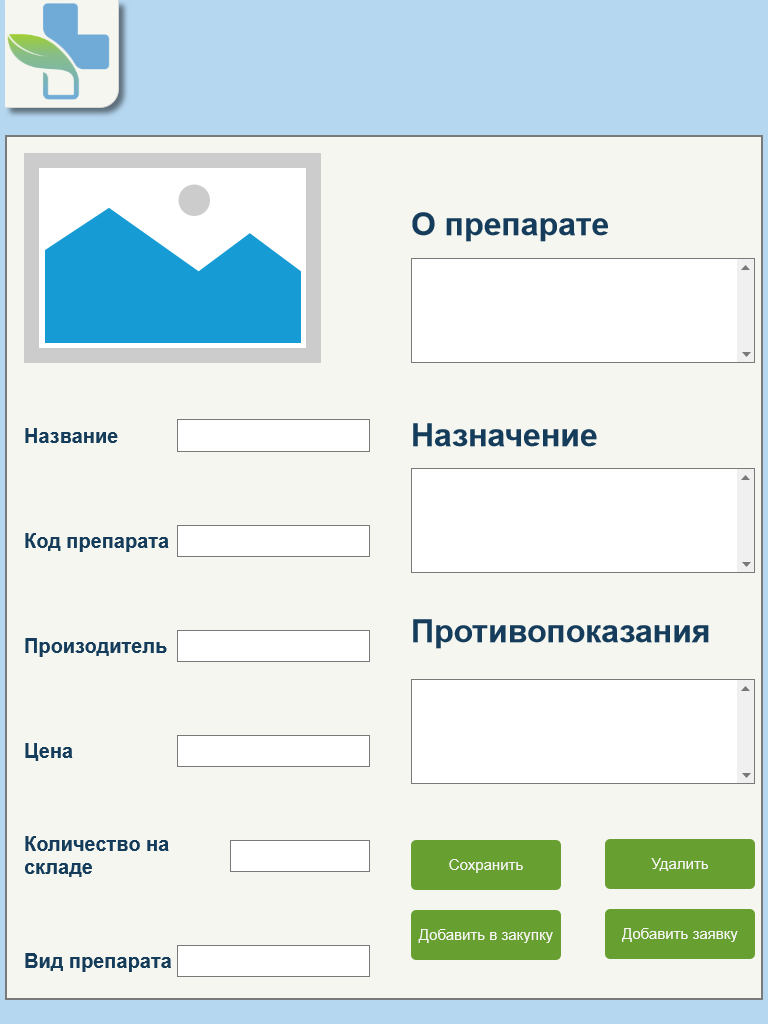 О препарате
Название
Назначение
Код препарата
Произодитель
Противопоказания
Цена
Количество на
складе
Сохранить
Удалить
Добавить в закупку
Добавить заявку
Вид препарата